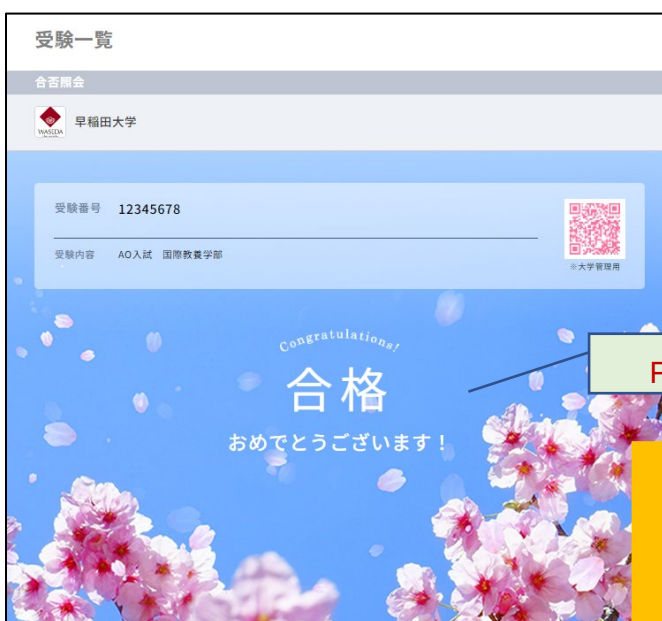 受験一覧
合否照会
WASEDA
早稲田大学
受験番号 12345678
受験内容 AO入試 国際教養学部
※大学管理用
Congratulations!
合格
おめでとうございます！